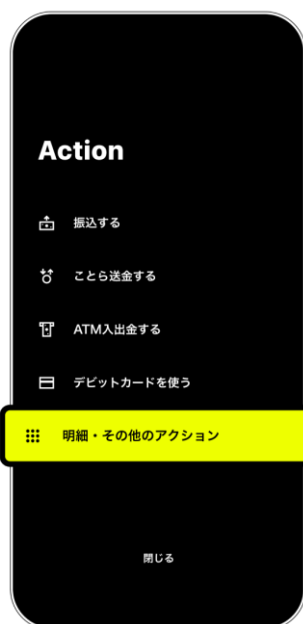 Action
振込する
ことら送金する
ATM入出金する
デビットカードを使う
明細・その他のアクション
閉じる